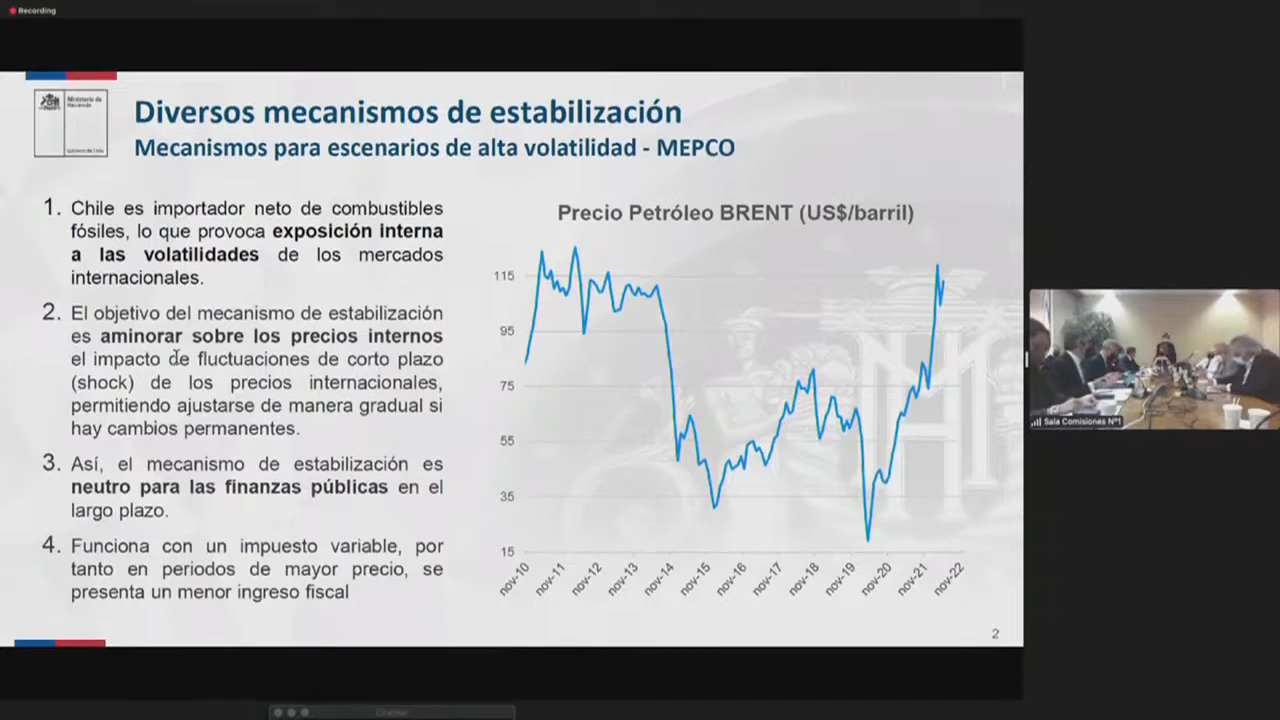 Recording
Ministerio de
Hacienda
Gobierno de Chile
Diversos mecanismos de estabilización
Mecanismos para escenarios de alta volatilidad - MEPCO
1. Chile es importador neto de combustibles
fósiles, lo que provoca exposición interna
a las volatilidades de los mercados
internacionales.
2. El objetivo del mecanismo de estabilización
es aminorar sobre los precios internos
el impacto de fluctuaciones de corto plazo
(shock) de los precios internacionales,
permitiendo ajustarse de manera gradual si
hay cambios permanentes.
3. Así, el mecanismo de estabilización es
neutro para las finanzas públicas en el
largo plazo.
4. Funciona con un impuesto variable, por
tanto en periodos de mayor precio, se
presenta un menor ingreso fiscal
Precio Petróleo BRENT (US$/barril)
115
95
75
55
35
15
nov-10
nov-11
nov-12
nov-13
nov-14
nov-15
nov-16
nov-17
nov-18
nov-19
nov-20
nov-21
nov-22
2
Sala Comisiones N°1